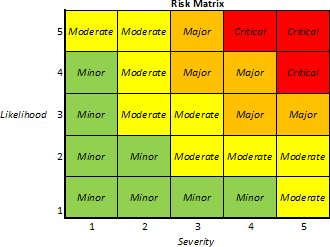 Risk Matrix
5 Moderate Moderate Major Critical Critical
4 Minor Moderate Major Major Critical
Likelihood 3 Minor Moderate Moderate Major Major
2 Minor Minor Moderate Moderate Moderate
1 Minor Minor Minor Minor Moderate
1 2 3 4 5
Severity